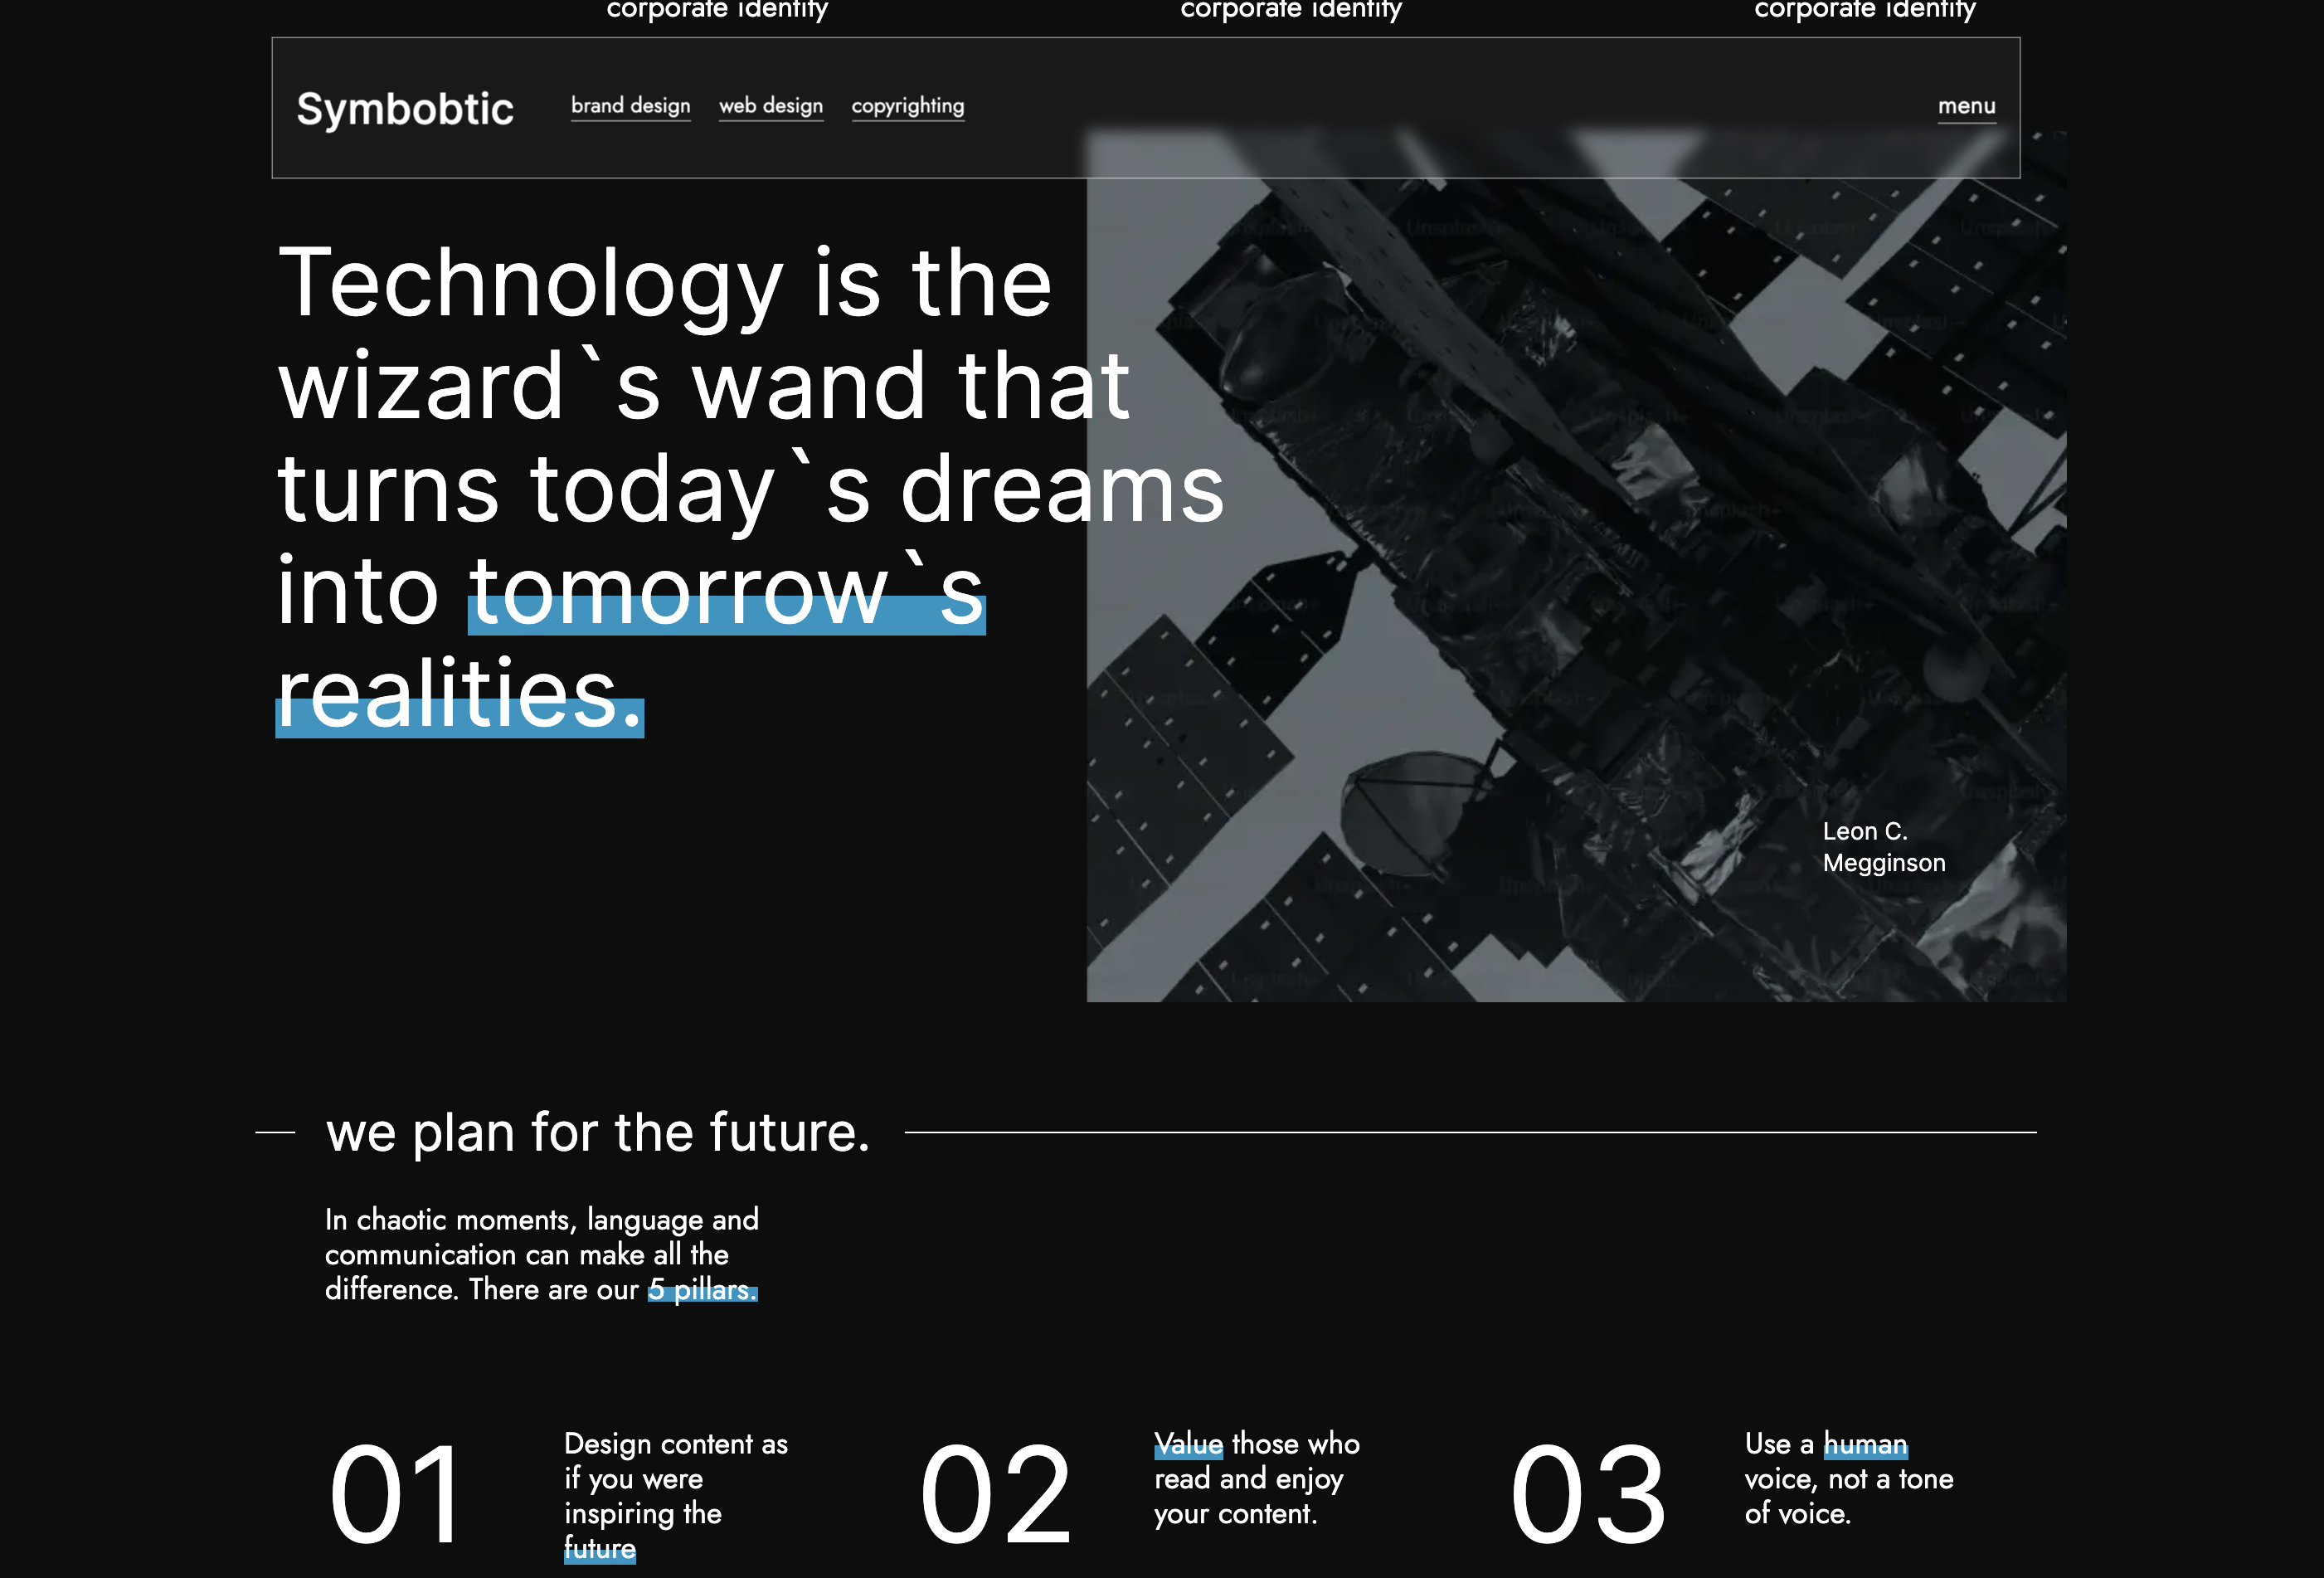 corporate identity corporate identity corporate identity
Symbobtic brand design web design copyrighting menu
Technology is the
wizard`s wand that
turns today`s dreams
into tomorrow`s
realities.
Leon C.
Megginson
we plan for the future.
In chaotic moments, language and
communication can make all the
difference. There are our 5 pillars.
01
Design content as
if you were
inspiring the
future
02
Value those who
read and enjoy
your content.
03
Use a human
voice, not a tone
of voice.